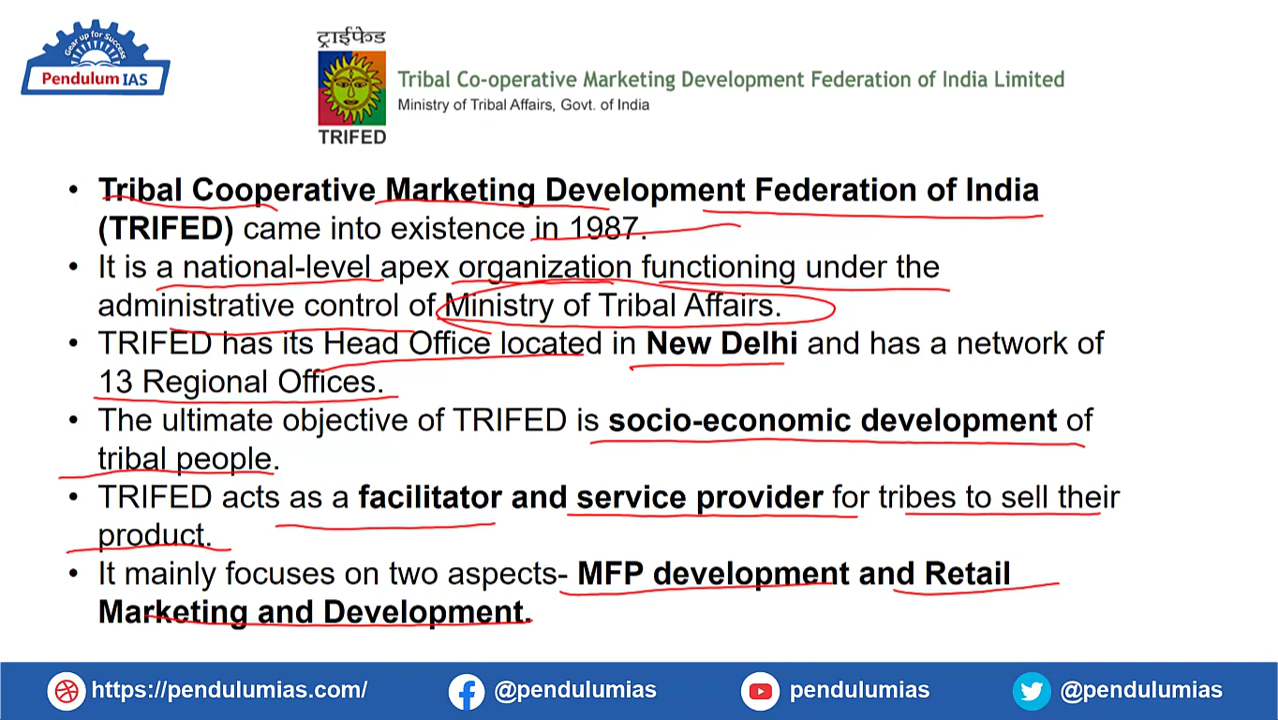 Gear up for Success
Pendulum IAS
ट्राईफेड
Tribal Co-operative Marketing Development Federation of India Limited
Ministry of Tribal Affairs, Govt. of India
TRIFED
• Tribal Cooperative Marketing Development Federation of India
(TRIFED) came into existence in 1987.
• It is a national-level apex organization functioning under the
administrative control of Ministry of Tribal Affairs.
• TRIFED has its Head Office located in New Delhi and has a network of
13 Regional Offices.
• The ultimate objective of TRIFED is socio-economic development of
tribal people.
• TRIFED acts as a facilitator and service provider for tribes to sell their
product.
• It mainly focuses on two aspects- MFP development and Retail
Marketing and Development.
https://pendulumias.com/ @pendulumias pendulumias @pendulumias